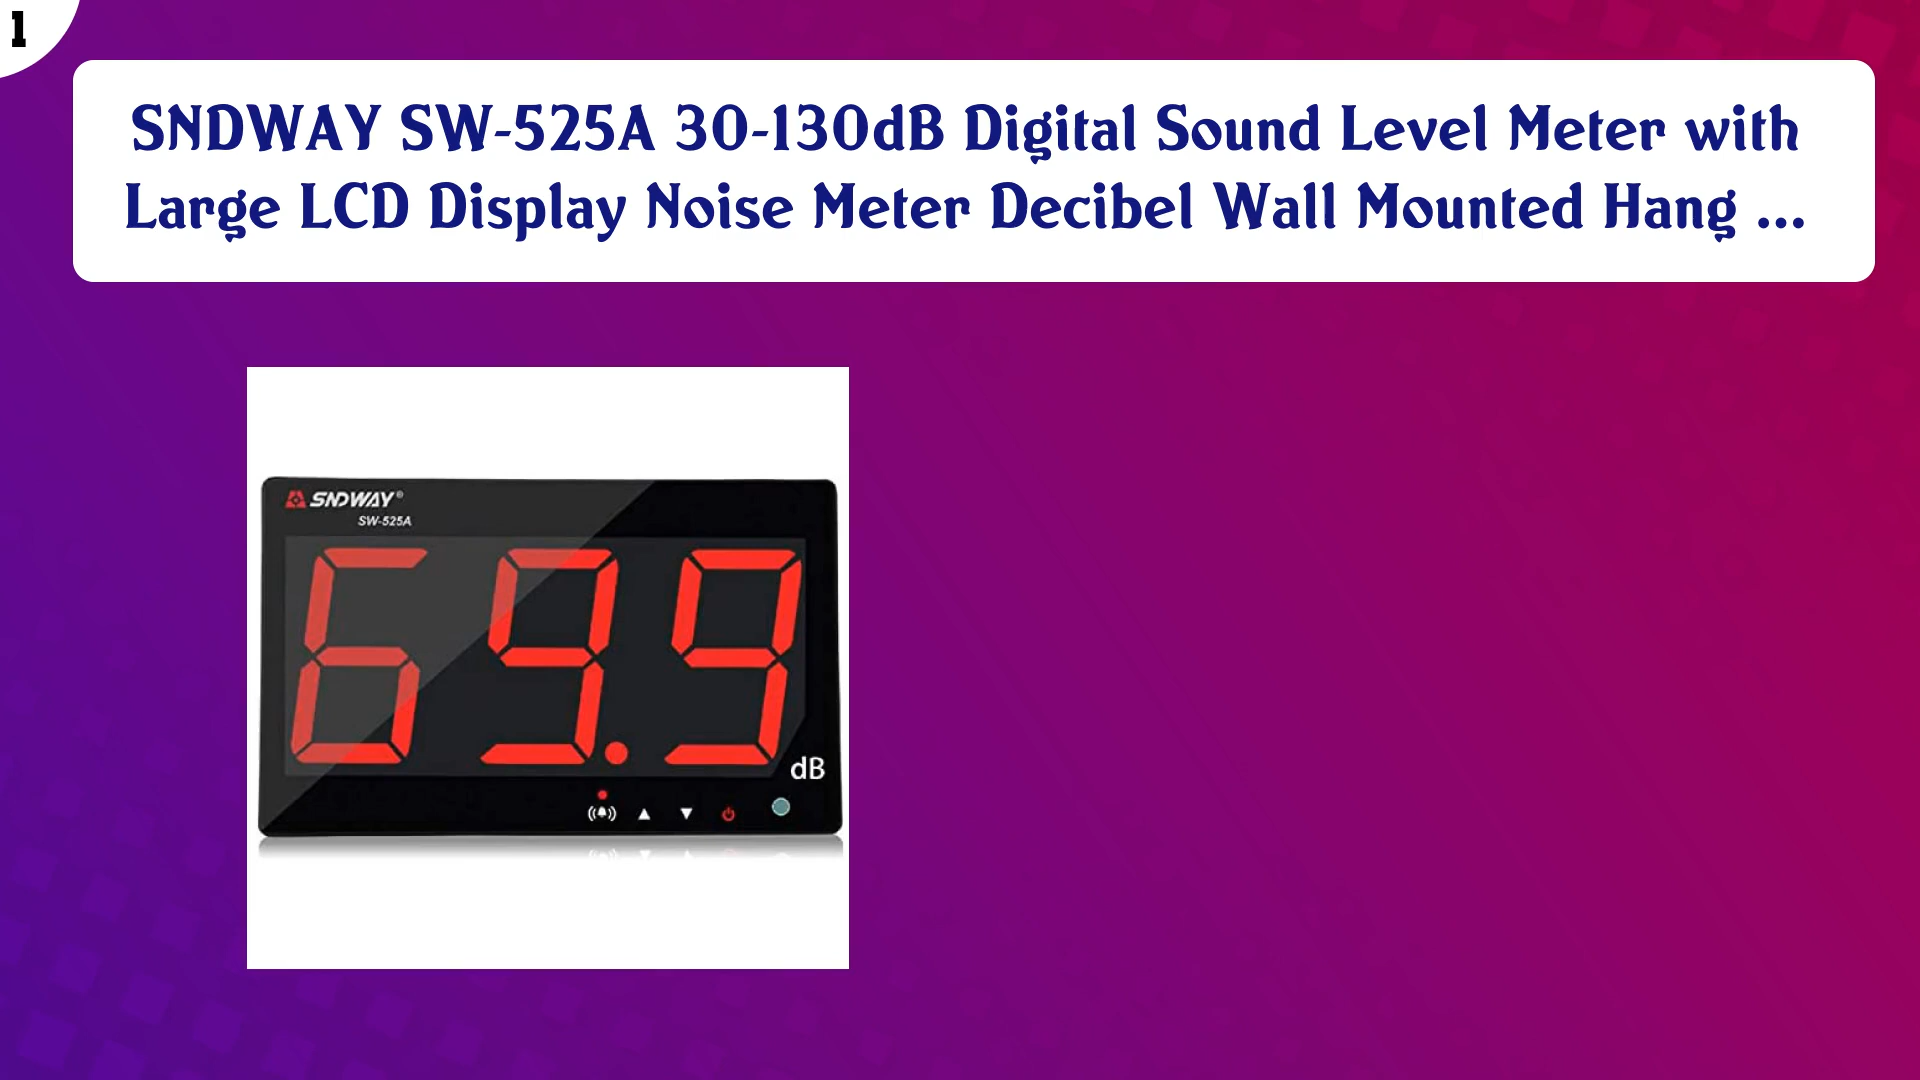 1
SNDWAY SW-525A 30-130dB Digital Sound Level Meter with
Large LCD Display Noise Meter Decibel Wall Mounted Hang ...
SNDWAY®
SW-525A
69.9
dB